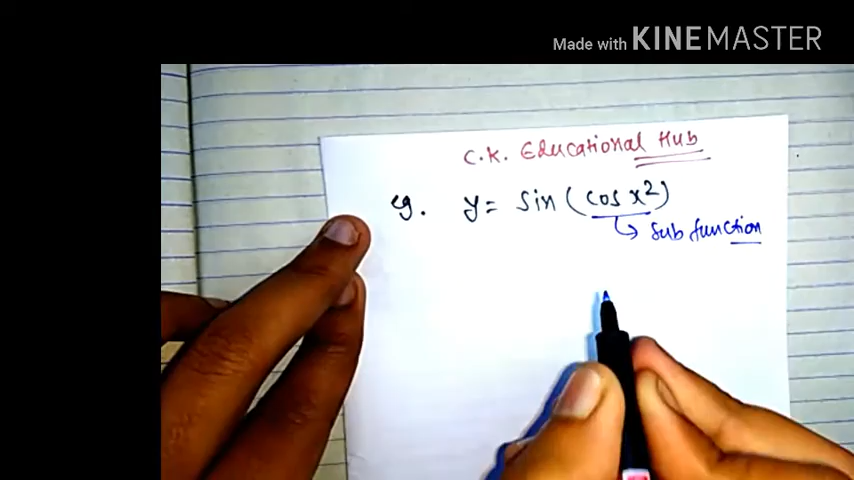 Made with KINEMASTER
C.K. Educational Hub
eg. y = sin (cos x²)
Sub function